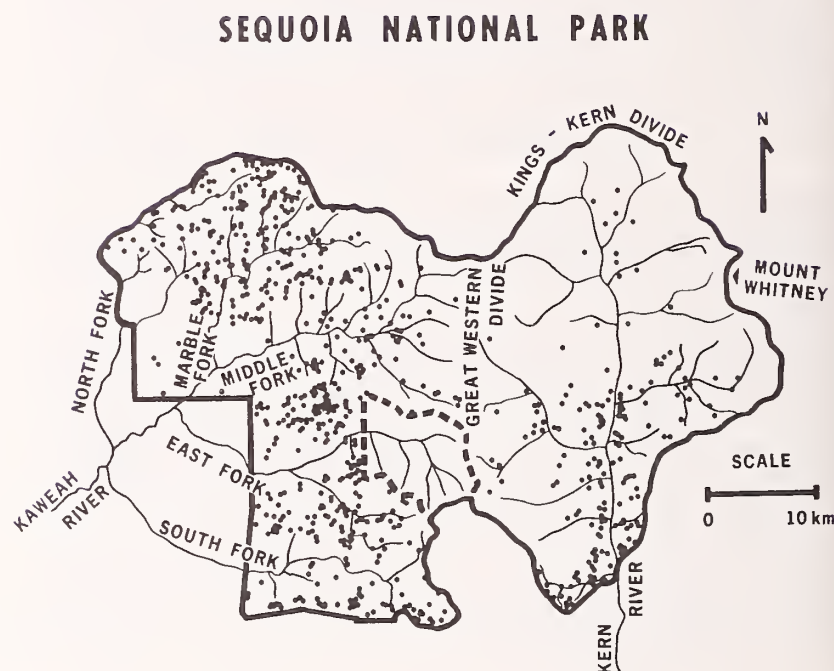 SEQUOIA NATIONAL PARK
KINGS - KERN DIVIDE
N
MOUNT
WHITNEY
GREAT WESTERN
DIVIDE
NORTH FORK
MARBLE
FORK
MIDDLE
FORK
EAST FORK
SOUTH FORK
KAWEAH
RIVER
SCALE
0 10 km
KERN
RIVER